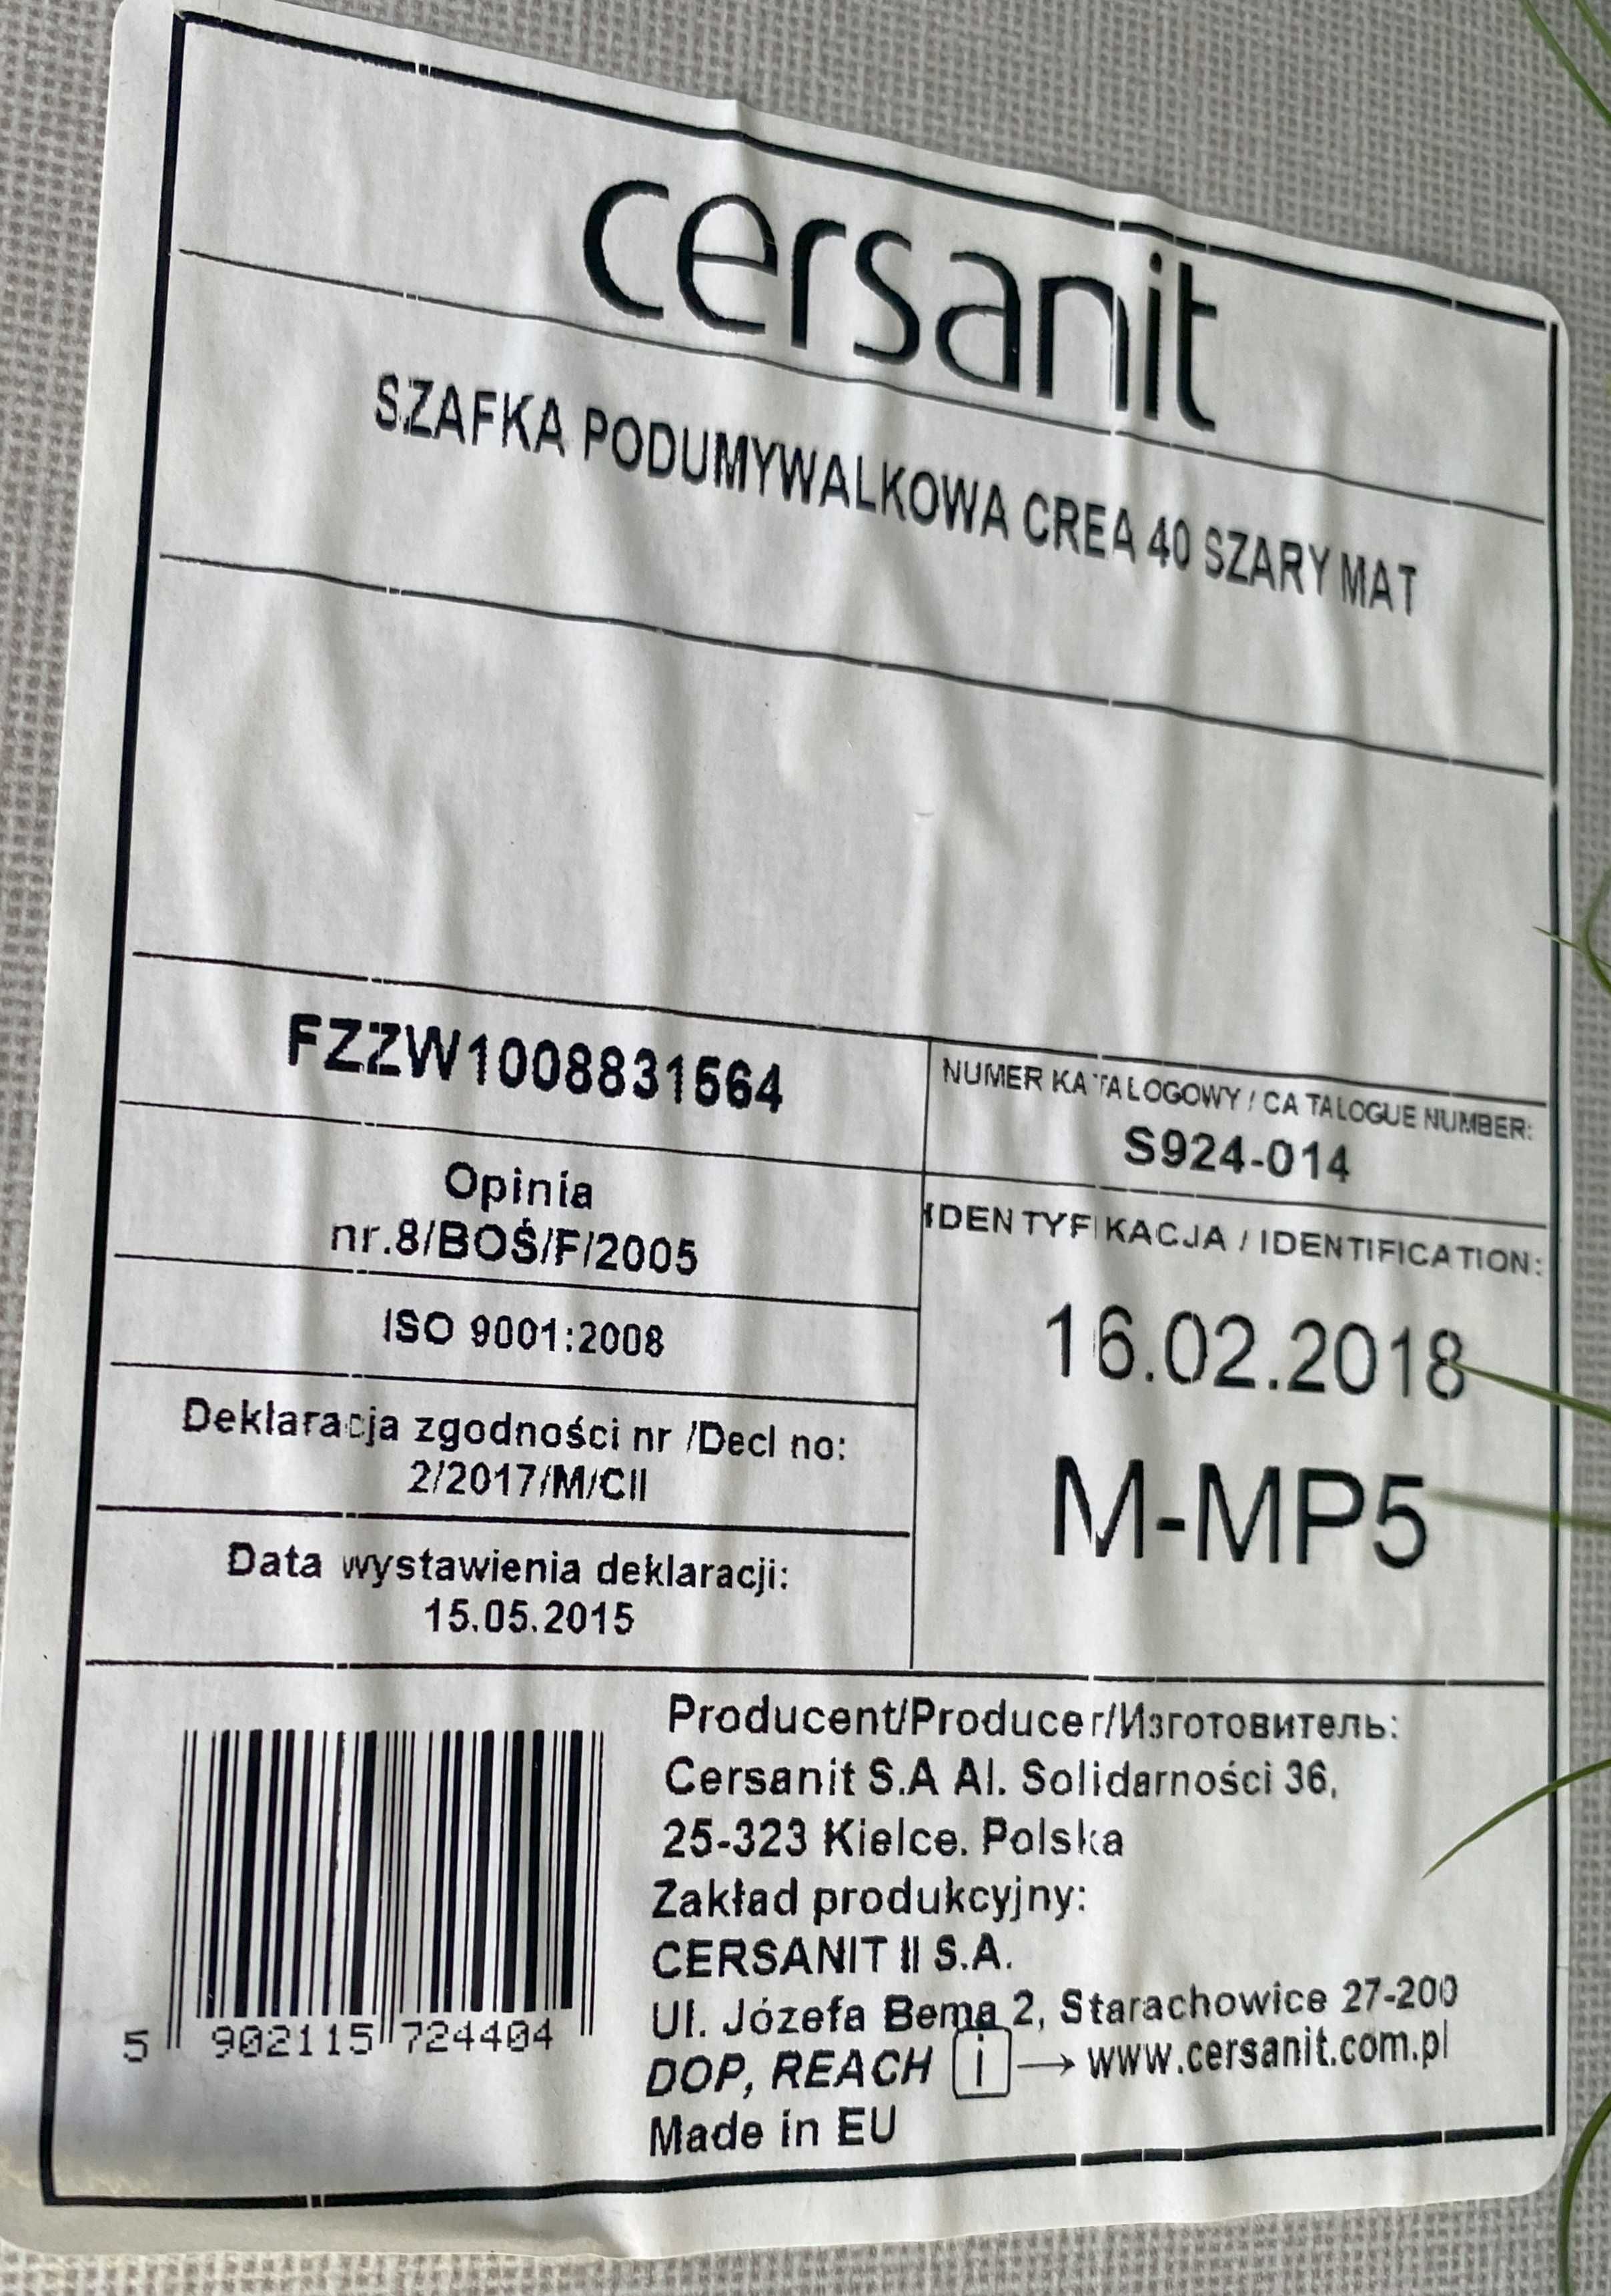 cersanit
SZAFKA PODUMYWALKOWA CREA 40 SZARY MAT
FZZW1008831564
NUMER KATALOGOWY / CATALOGUE NUMBER:
S924-014
Opinia
nr.8/BOŚ/F/2005
ISO 9001:2008
Deklaracja zgodności nr /Decl no:
2/2017/M/CII
Data wystawienia deklaracji:
15.05.2015
IDENTYFIKACJA / IDENTIFICATION:
16.02.2018
M-MP5
5 902115 724404
Producent/Producer/Изготовитель:
Cersanit S.A Al. Solidarności 36,
25-323 Kielce. Polska
Zakład produkcyjny:
CERSANIT II S.A.
Ul. Józefa Bema 2, Starachowice 27-200
DOP, REACH i → www.cersanit.com.pl
Made in EU